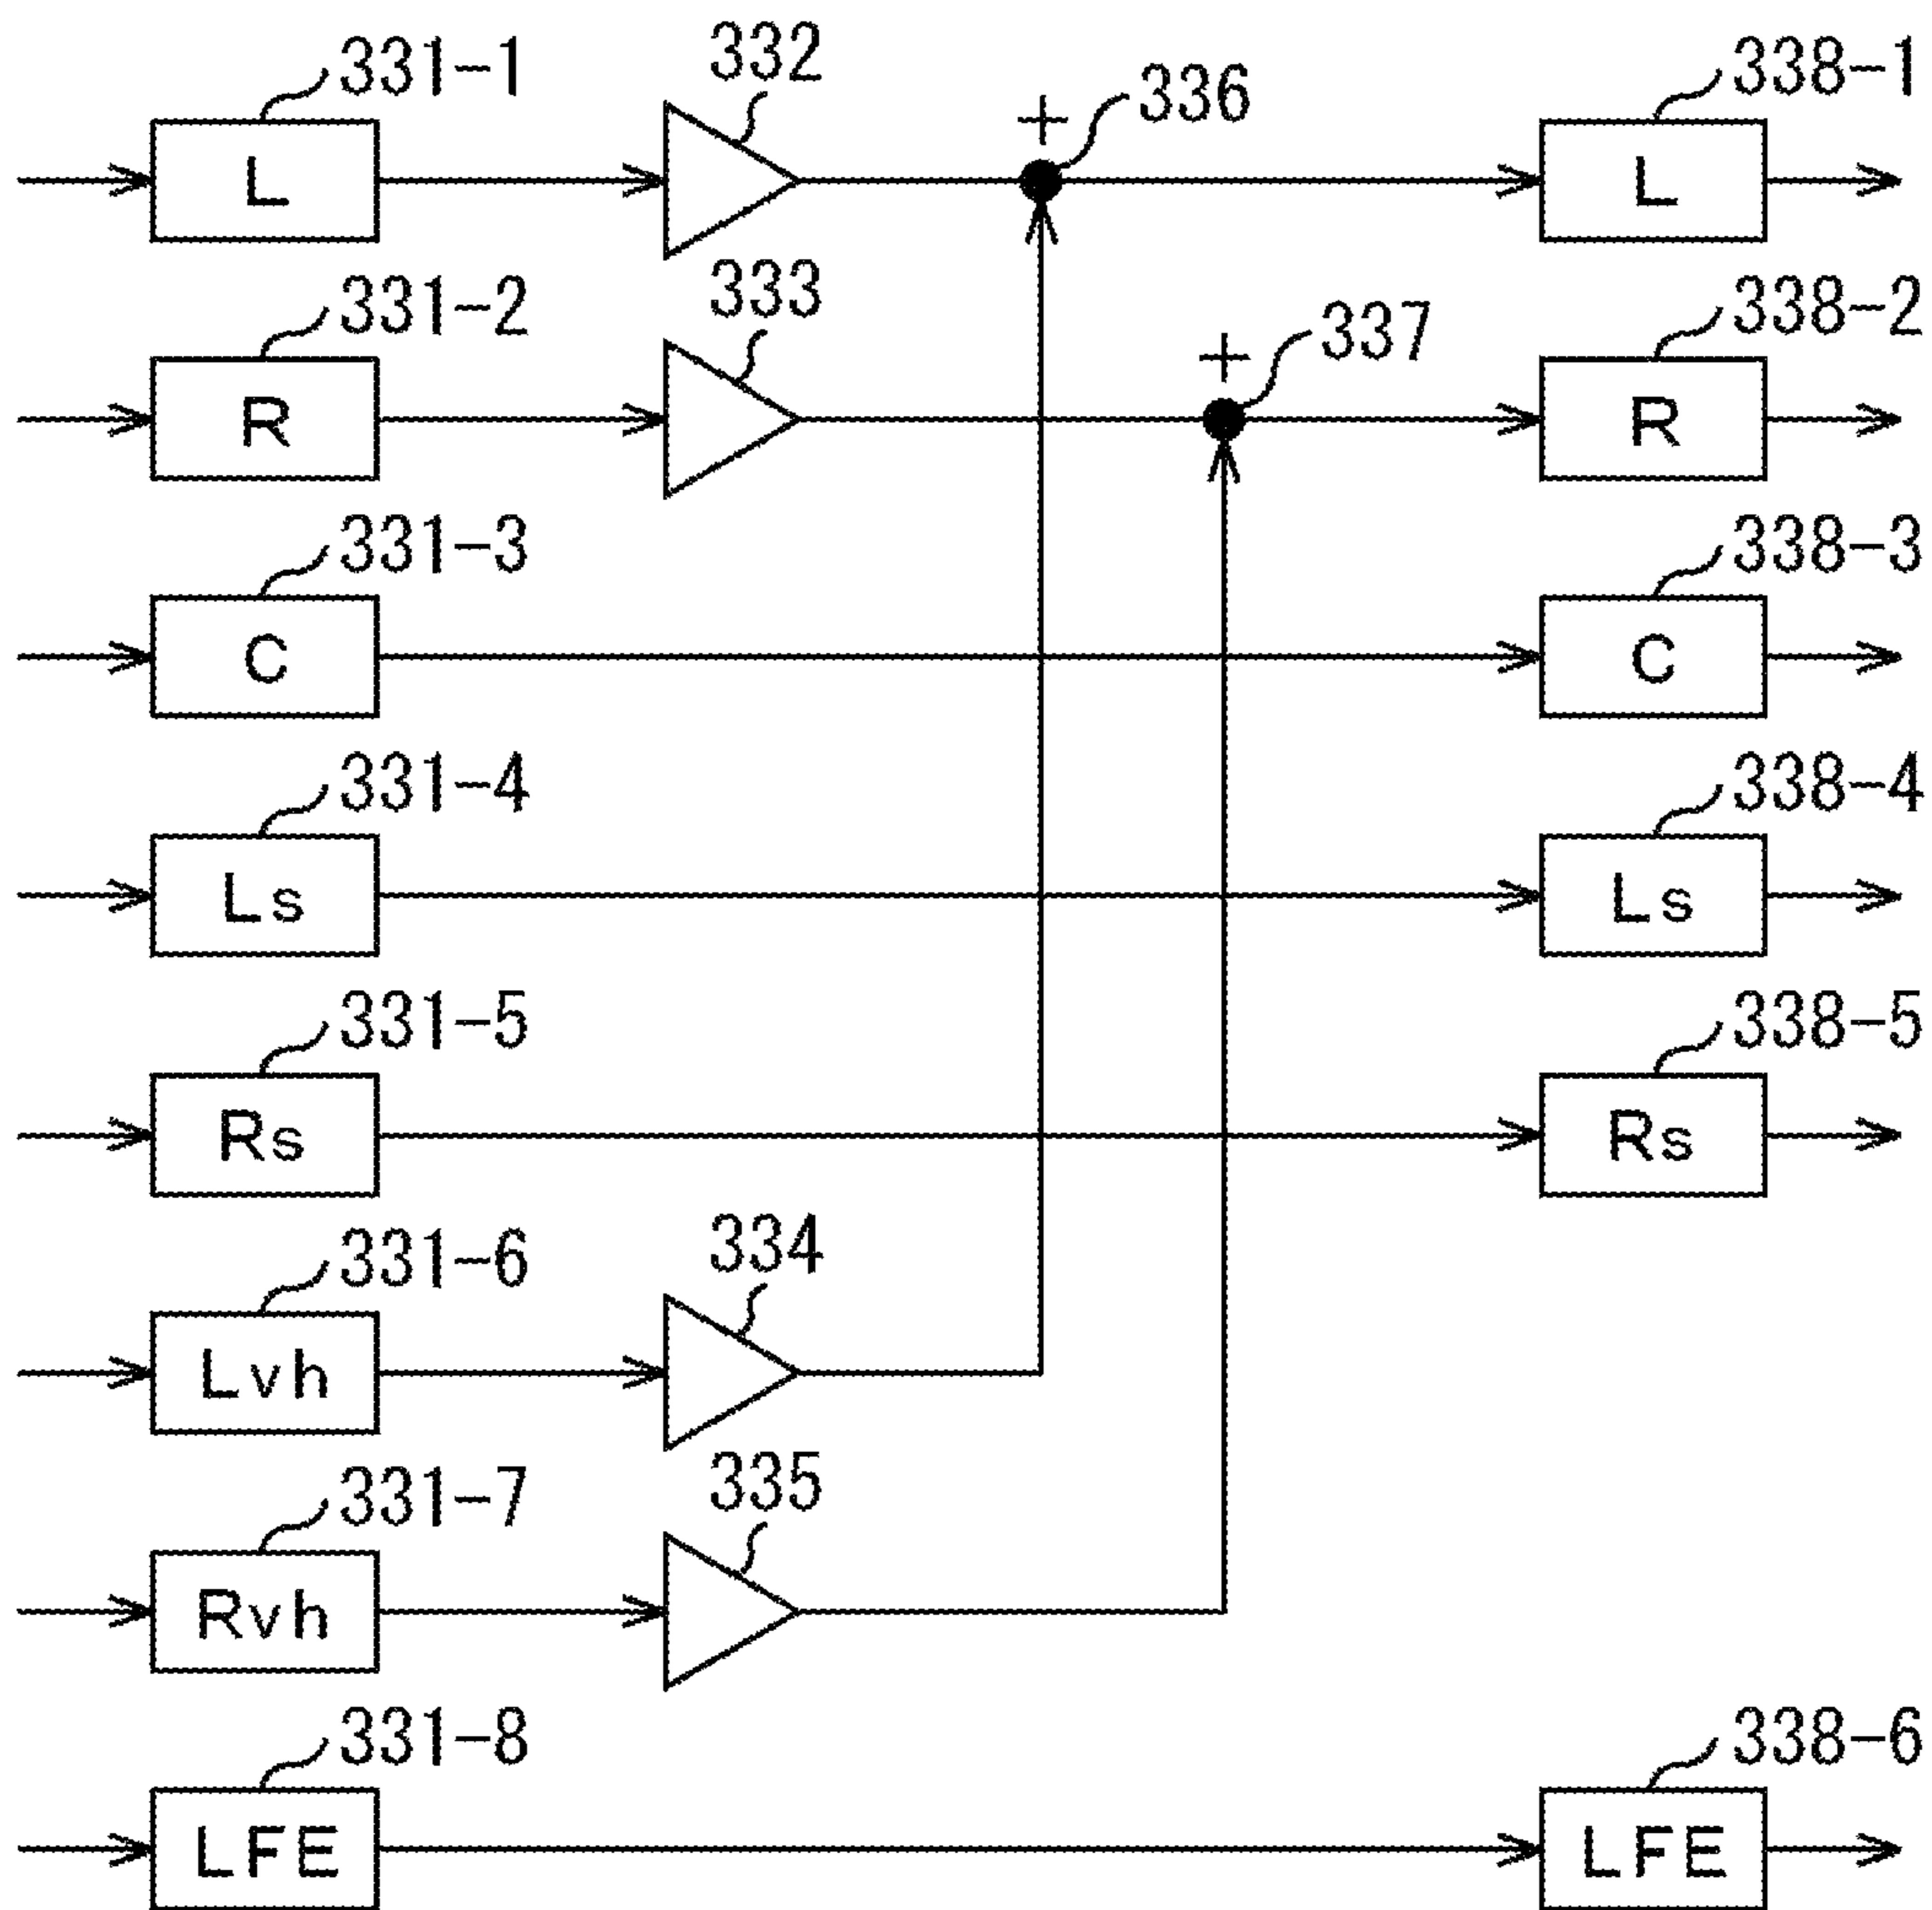 331-1 332 336 338-1
+
L L
331-2 333 337 338-2
+
R R
331-3 338-3
C C
331-4 338-4
Ls Ls
331-5 338-5
Rs Rs
331-6 334
Lvh
331-7 335
Rvh
331-8 338-6
LFE LFE